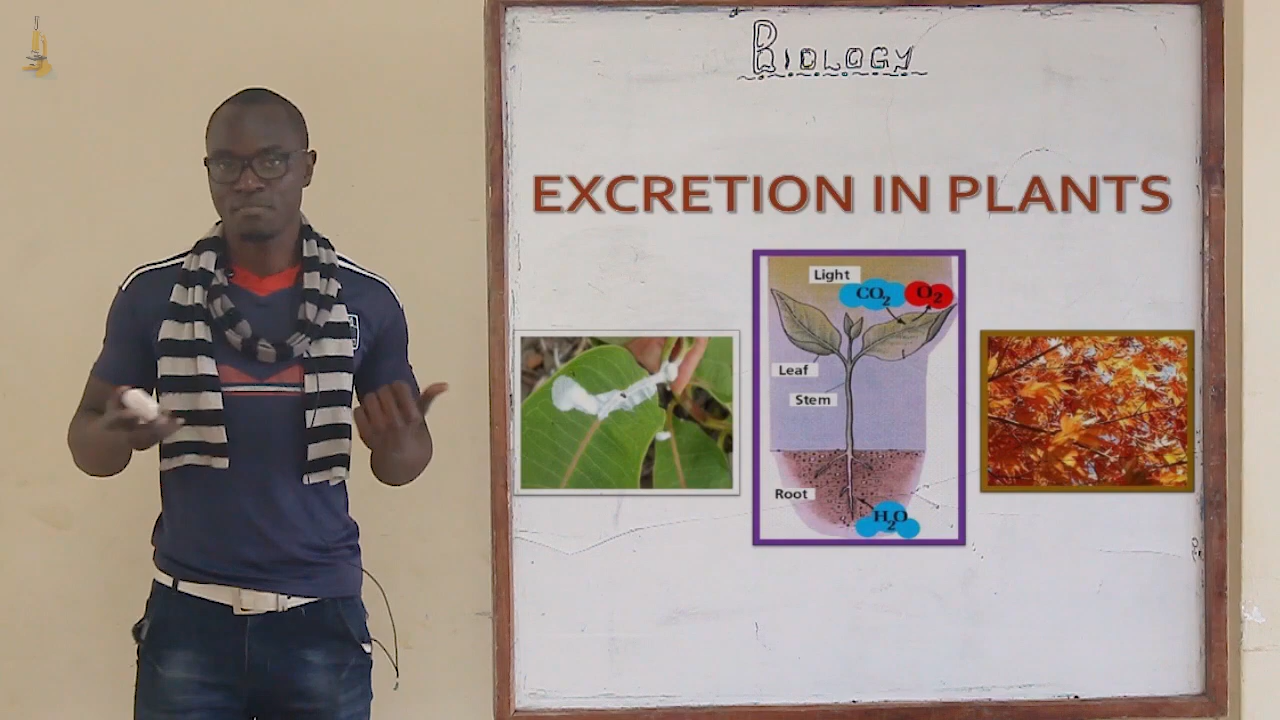 BIOLOGY
EXCRETION IN PLANTS
Light
CO2
O2
Leaf
Stem
Root
H2O